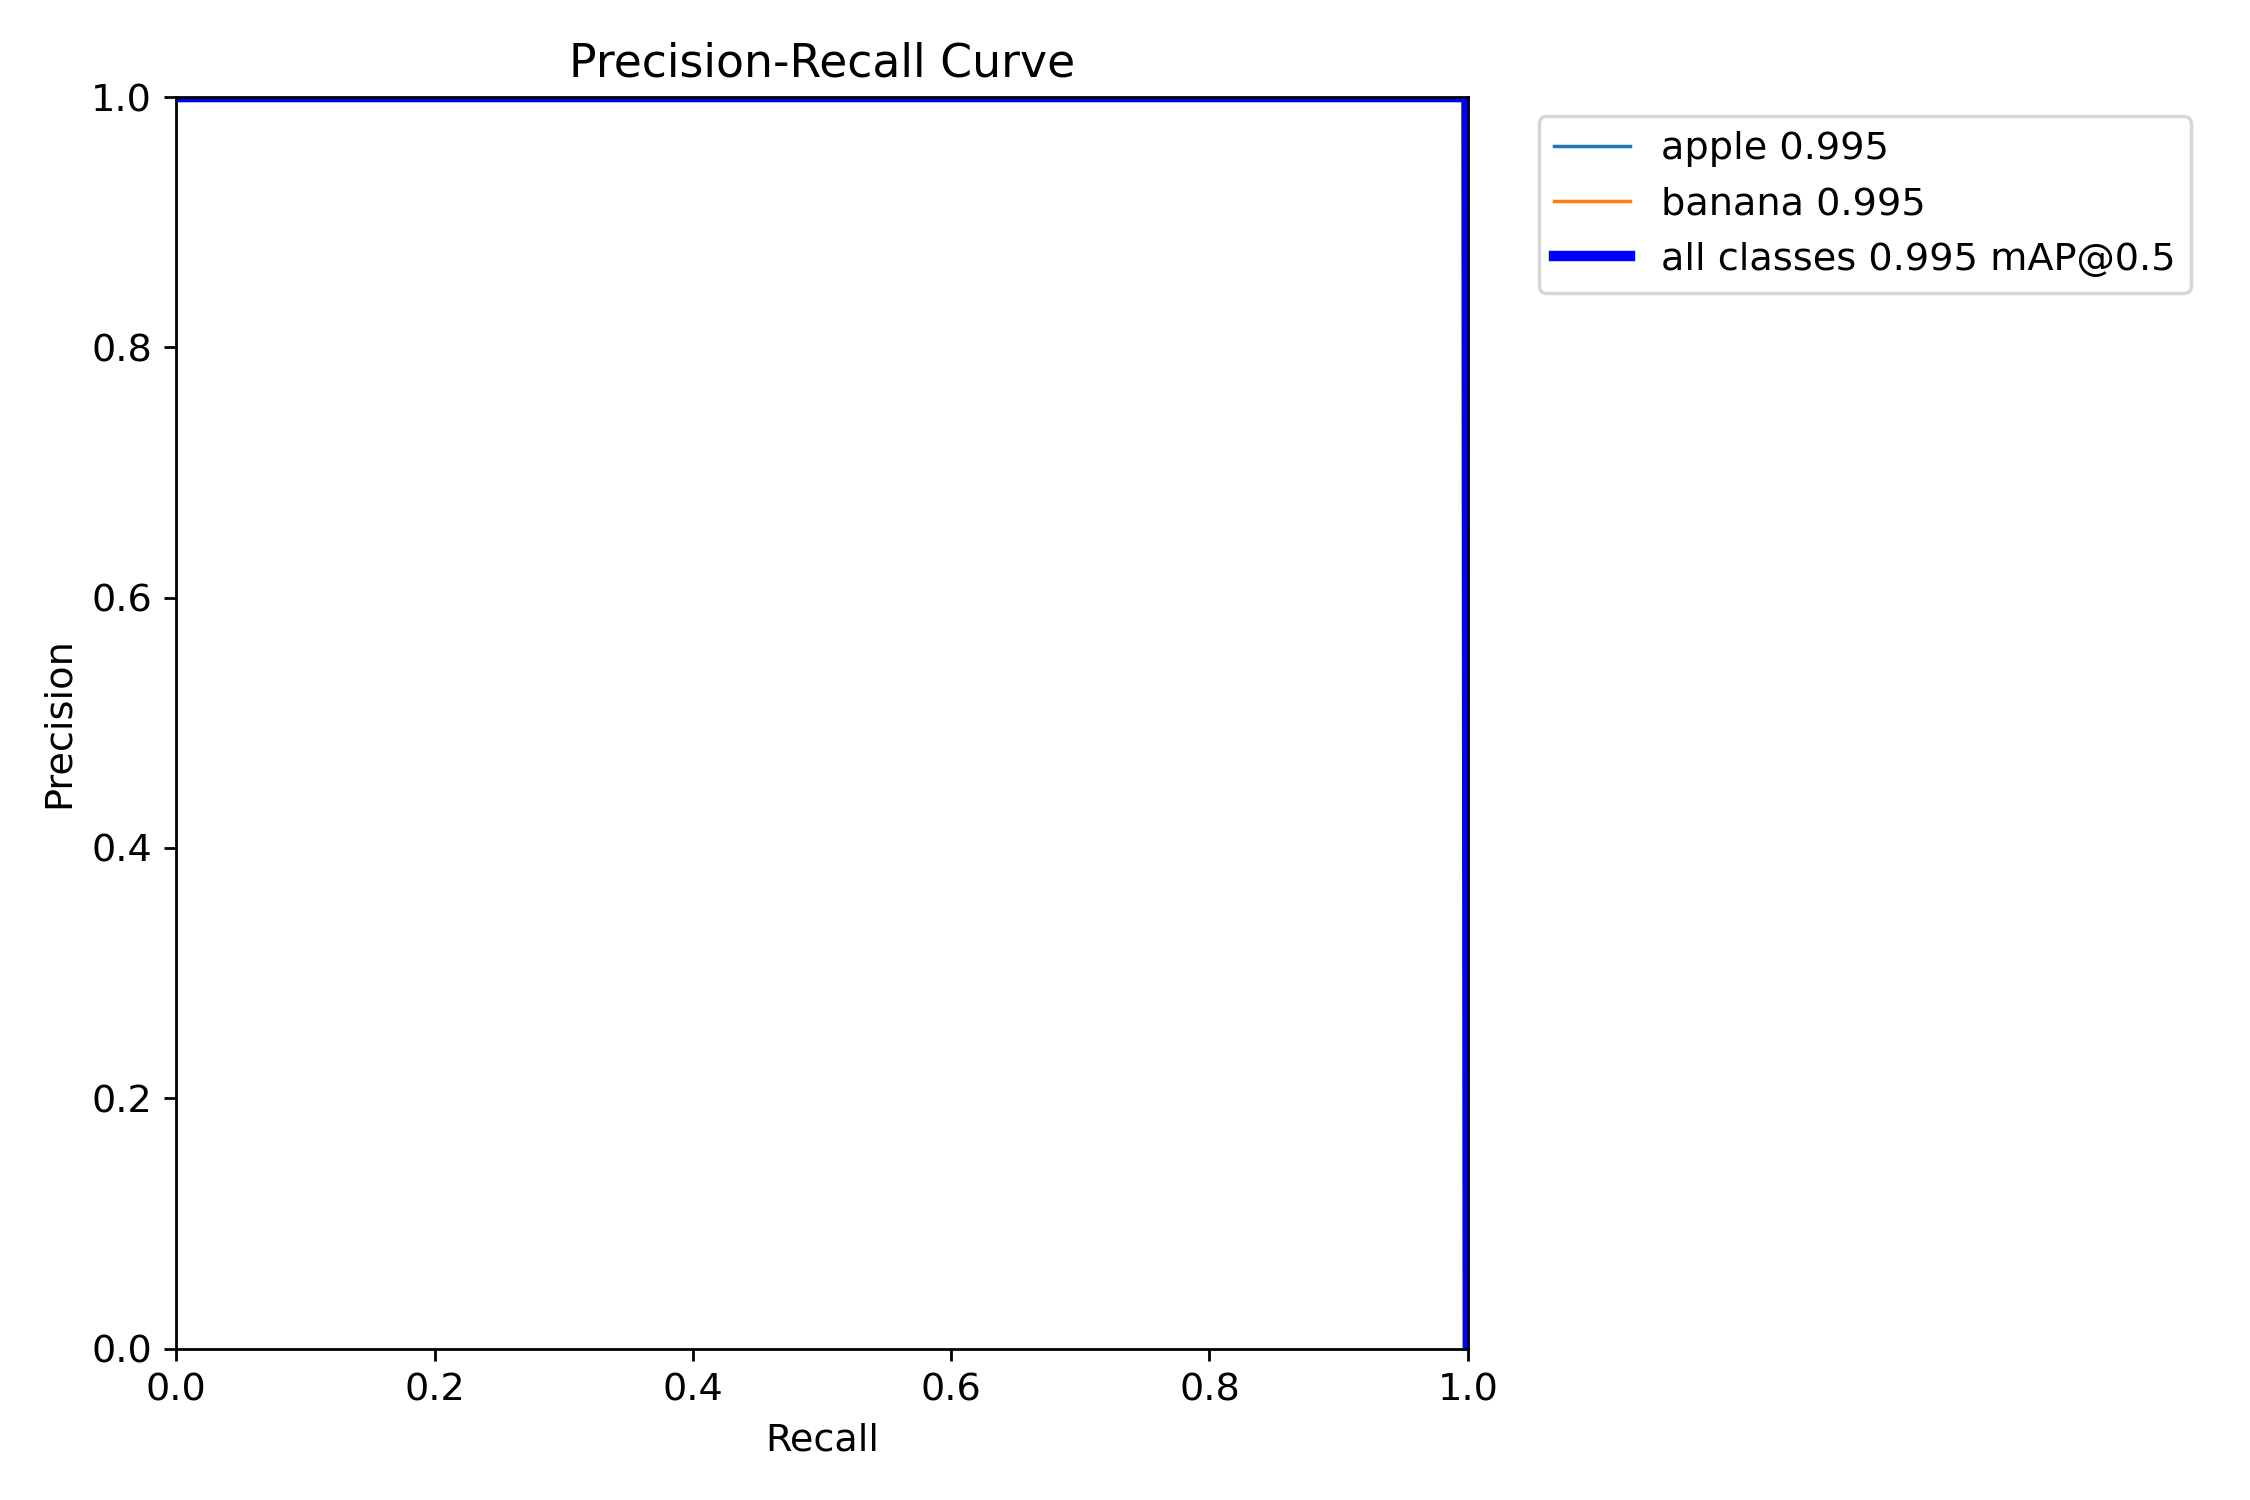 Precision-Recall Curve
1.0
0.8
0.6
0.4
0.2
0.0
Precision
0.0 0.2 0.4 0.6 0.8 1.0
Recall
apple 0.995
banana 0.995
all classes 0.995 mAP@0.5